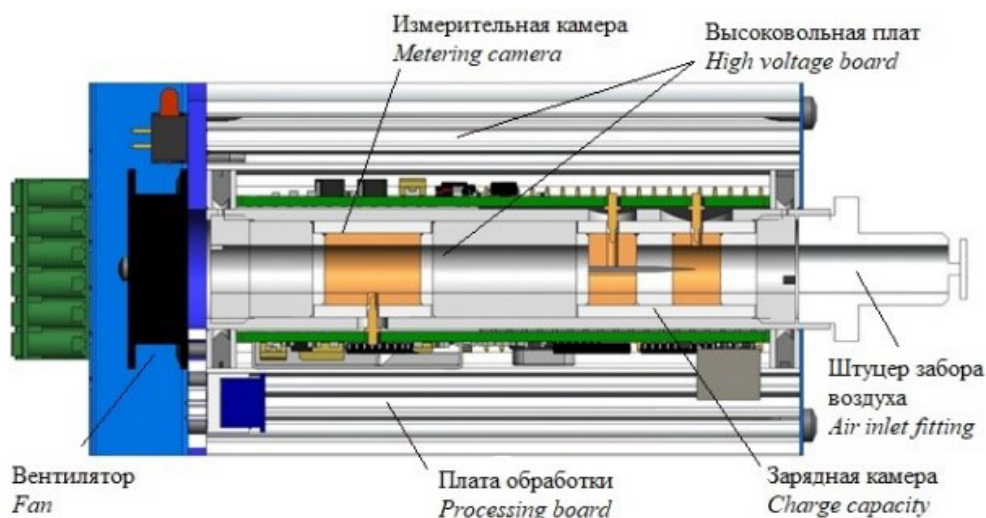 Измерительная камера
Metering camera
Высоковольная плат
High voltage board
Штуцер забора
воздуха
Air inlet fitting
Вентилятор
Fan
Плата обработки
Processing board
Зарядная камера
Charge capacity